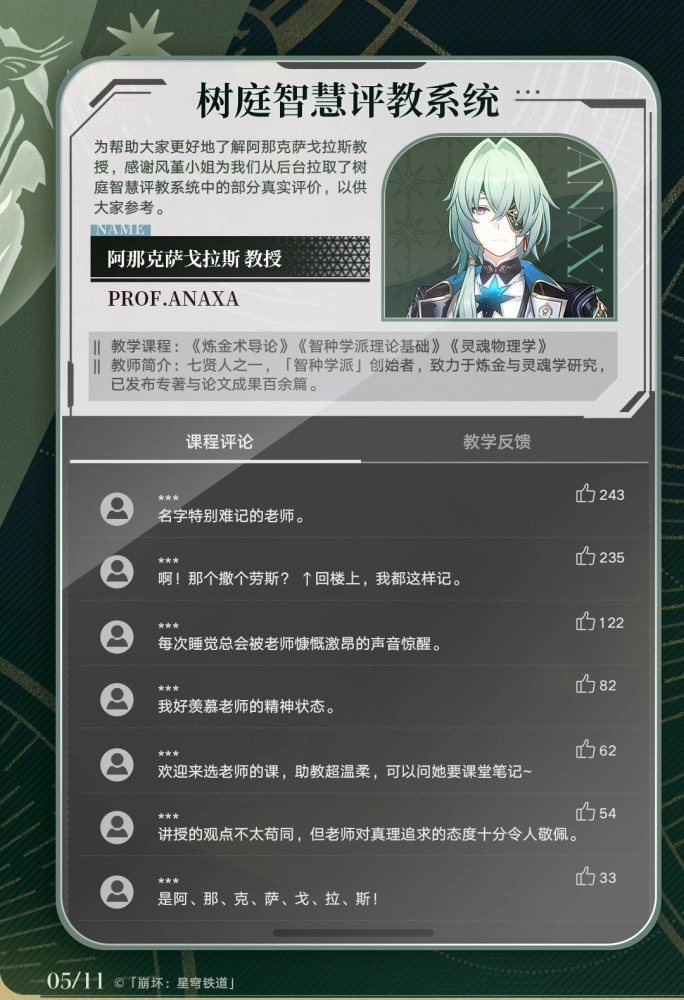 树庭智慧评教系统
为帮助大家更好地了解阿那克萨戈拉斯教
授，感谢风堇小姐为我们从后台拉取了树
庭智慧评教系统中的部分真实评价，以供
大家参考。
NAME
阿那克萨戈拉斯 教授
PROF.ANAXA
ANAX
教学课程：《炼金术导论》《智种学派理论基础》《灵魂物理学》
教师简介：七贤人之一，「智种学派」创始者，致力于炼金与灵魂学研究，
已发布专著与论文成果百余篇。
课程评论
教学反馈
***
243
名字特别难记的老师。
***
235
啊！那个撒个劳斯？ ↑回楼上，我都这样记。
***
122
每次睡觉总会被老师慷慨激昂的声音惊醒。
***
82
我好羡慕老师的精神状态。
***
62
欢迎来选老师的课，助教超温柔，可以问她要课堂笔记~
***
54
讲授的观点不太苟同，但老师对真理追求的态度十分令人敬佩。
***
33
是阿、那、克、萨、戈、拉、斯！
05/11 ©「崩坏：星穹铁道」